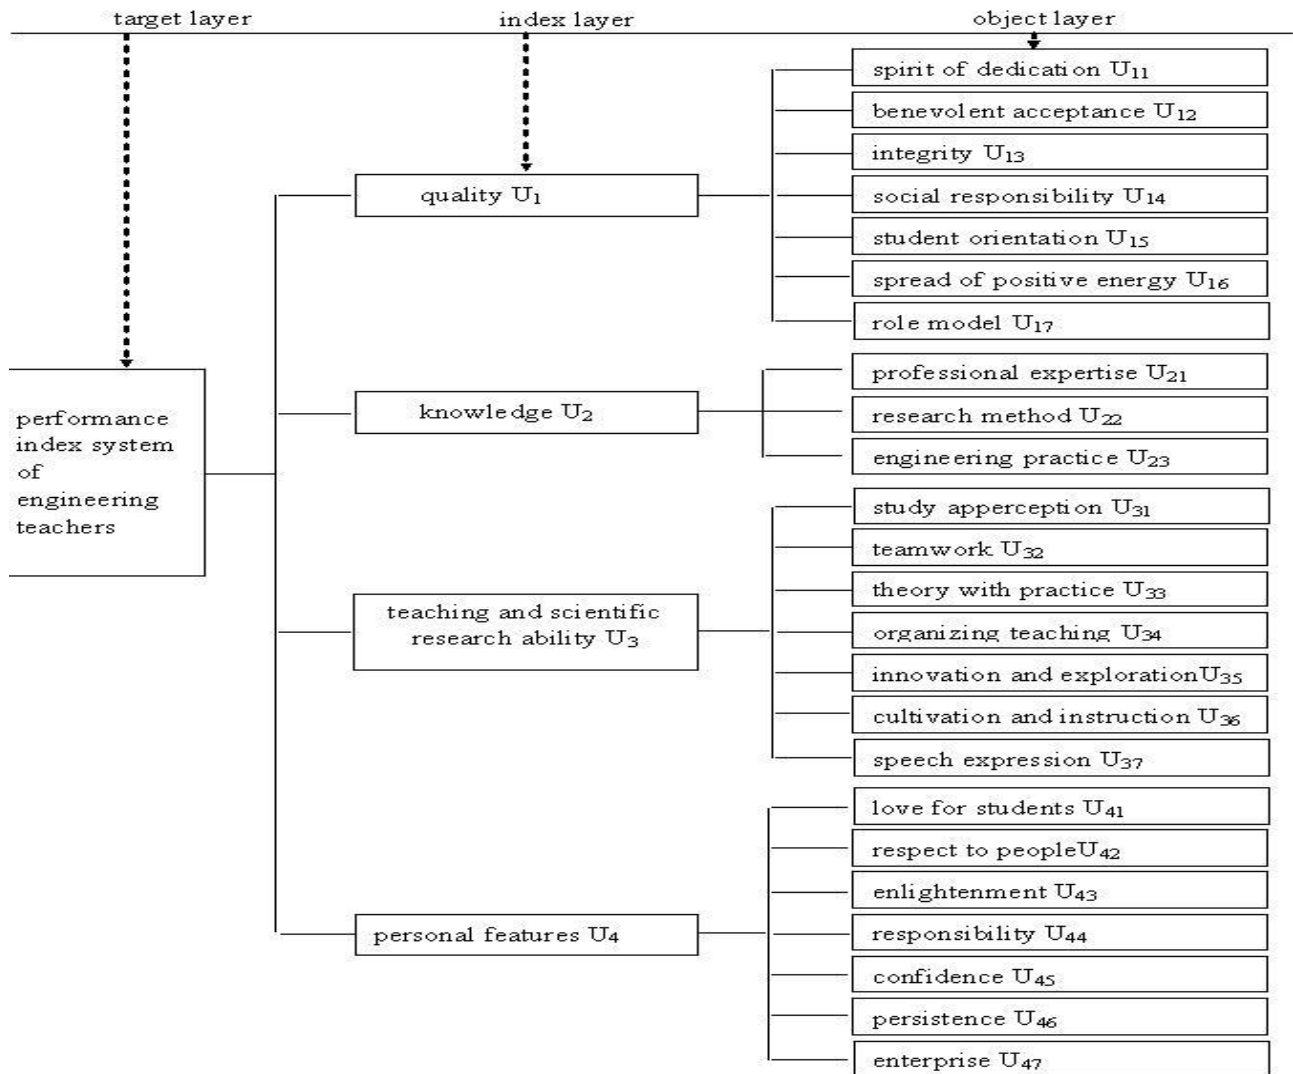 target layer
index layer
object layer
spirit of dedication U₁₁
benevolent acceptance U₁₂
integrity U₁₃
quality U₁
social responsibility U₁₄
student orientation U₁₅
spread of positive energy U₁₆
role model U₁₇
professional expertise U₂₁
knowledge U₂
research method U₂₂
engineering practice U₂₃
performance
index system
of
engineering
teachers
study apperception U₃₁
teamwork U₃₂
theory with practice U₃₃
teaching and scientific
research ability U₃
organizing teaching U₃₄
innovation and explorationU₃₅
cultivation and instruction U₃₆
speech expression U₃₇
love for students U₄₁
respect to peopleU₄₂
enlightenment U₄₃
personal features U₄
responsibility U₄₄
confidence U₄₅
persistence U₄₆
enterprise U₄₇